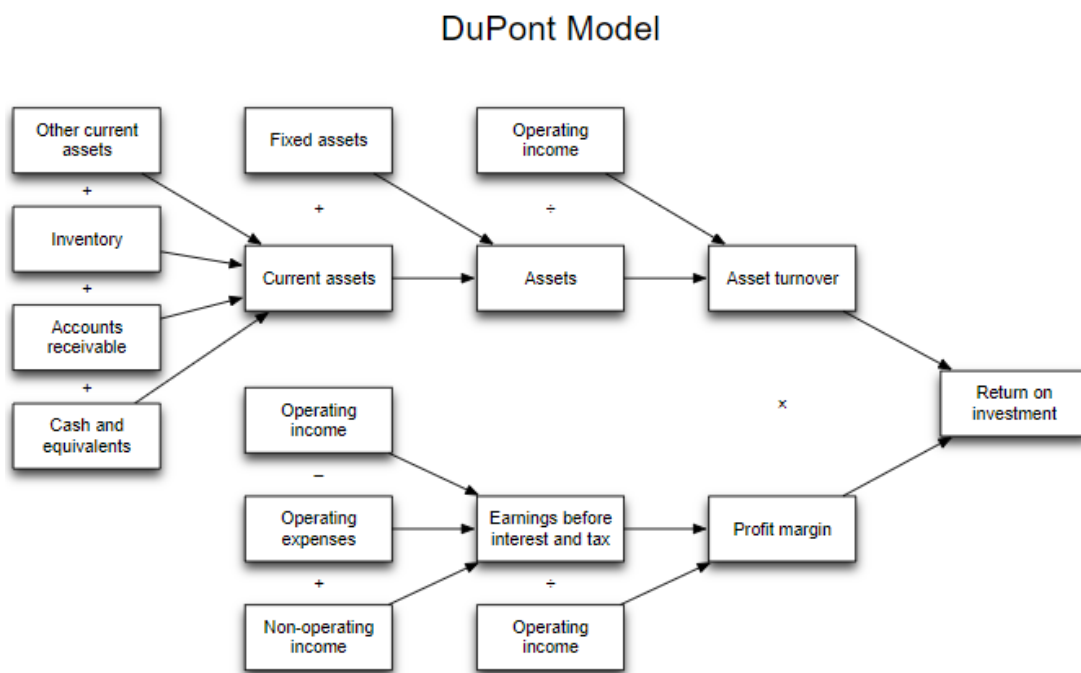 DuPont Model
Other current
assets
+
Inventory
+
Accounts
receivable
+
Cash and
equivalents
Fixed assets
+
Current assets
Operating
income
÷
Assets
Asset turnover
Operating
income
–
Operating
expenses
+
Non-operating
income
Earnings before
interest and tax
÷
Operating
income
×
Profit margin
Return on
investment